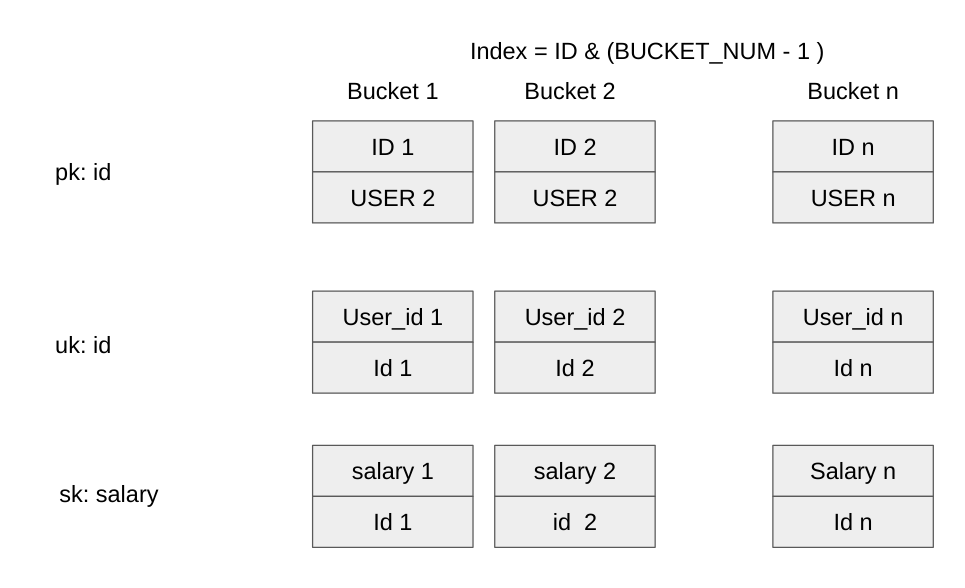 Index = ID & (BUCKET_NUM - 1 )
Bucket 1 Bucket 2 Bucket n
pk: id
ID 1 ID 2 ID n
USER 2 USER 2 USER n
uk: id
User_id 1 User_id 2 User_id n
Id 1 Id 2 Id n
sk: salary
salary 1 salary 2 Salary n
Id 1 id 2 Id n